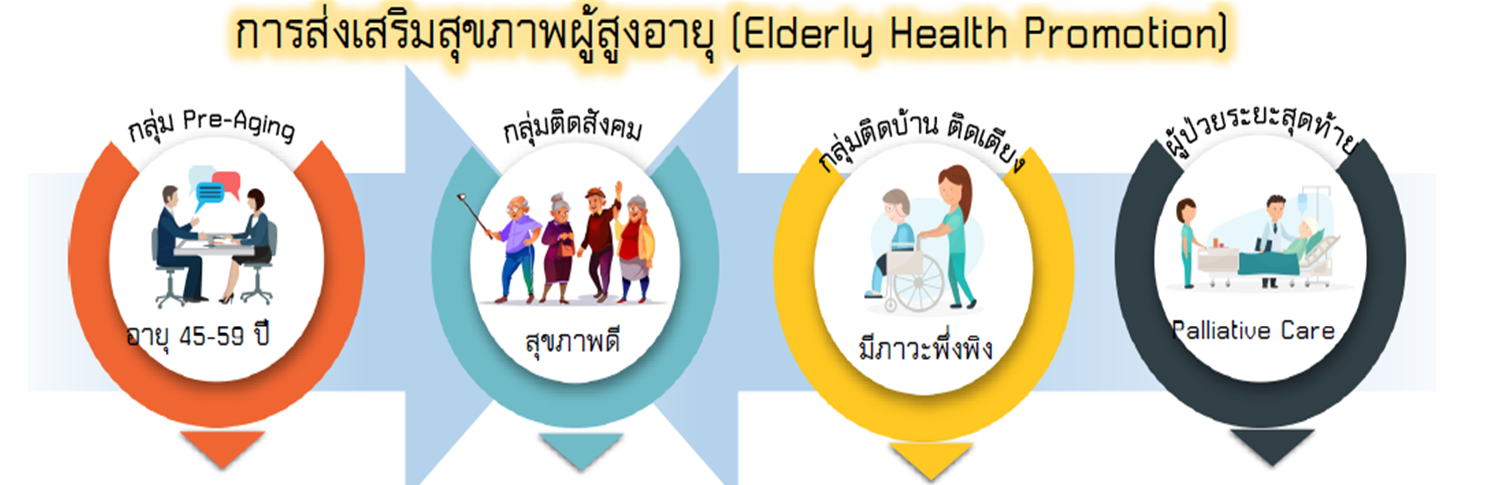 การส่งเสริมสุขภาพผู้สูงอายุ (Elderly Health Promotion)
กลุ่ม Pre-Aging
อายุ 45-59 ปี
กลุ่มติดสังคม
สุขภาพดี
กลุ่มติดบ้าน ติดเตียง
มีภาวะพึ่งพิง
ผู้ป่วยระยะสุดท้าย
Palliative Care